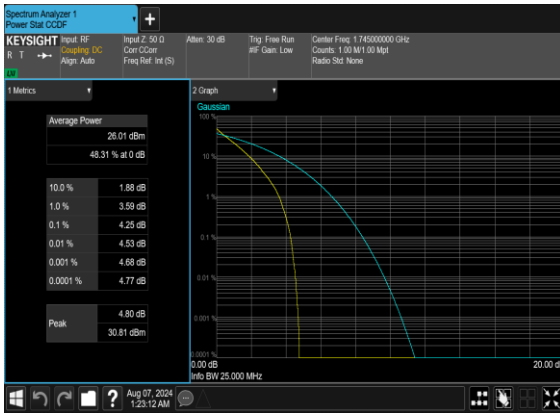 Spectrum Analyzer 1
Power Stat CCDF
+
KEYSIGHT
R T
LXI
Input: RF
Coupling: DC
Align: Auto
Input Z: 50 Ω
Corr CCorr
Freq Ref: Int (S)
Atten: 30 dB
Trig: Free Run
#IF Gain: Low
Center Freq: 1.745000000 GHz
Counts: 1.00 M/1.00 Mpt
Radio Std: None
1 Metrics
Average Power
26.01 dBm
48.31 % at 0 dB
10.0 % 1.88 dB
1.0 % 3.59 dB
0.1 % 4.25 dB
0.01 % 4.53 dB
0.001 % 4.68 dB
0.0001 % 4.77 dB
Peak
4.80 dB
30.81 dBm
2 Graph
Gaussian
100 %
10 %
1 %
0.1 %
0.01 %
0.001 %
0.0001 %
0.00 dB
20.00 d
Info BW 25.000 MHz
?
Aug 07, 2024
1:23:12 AM